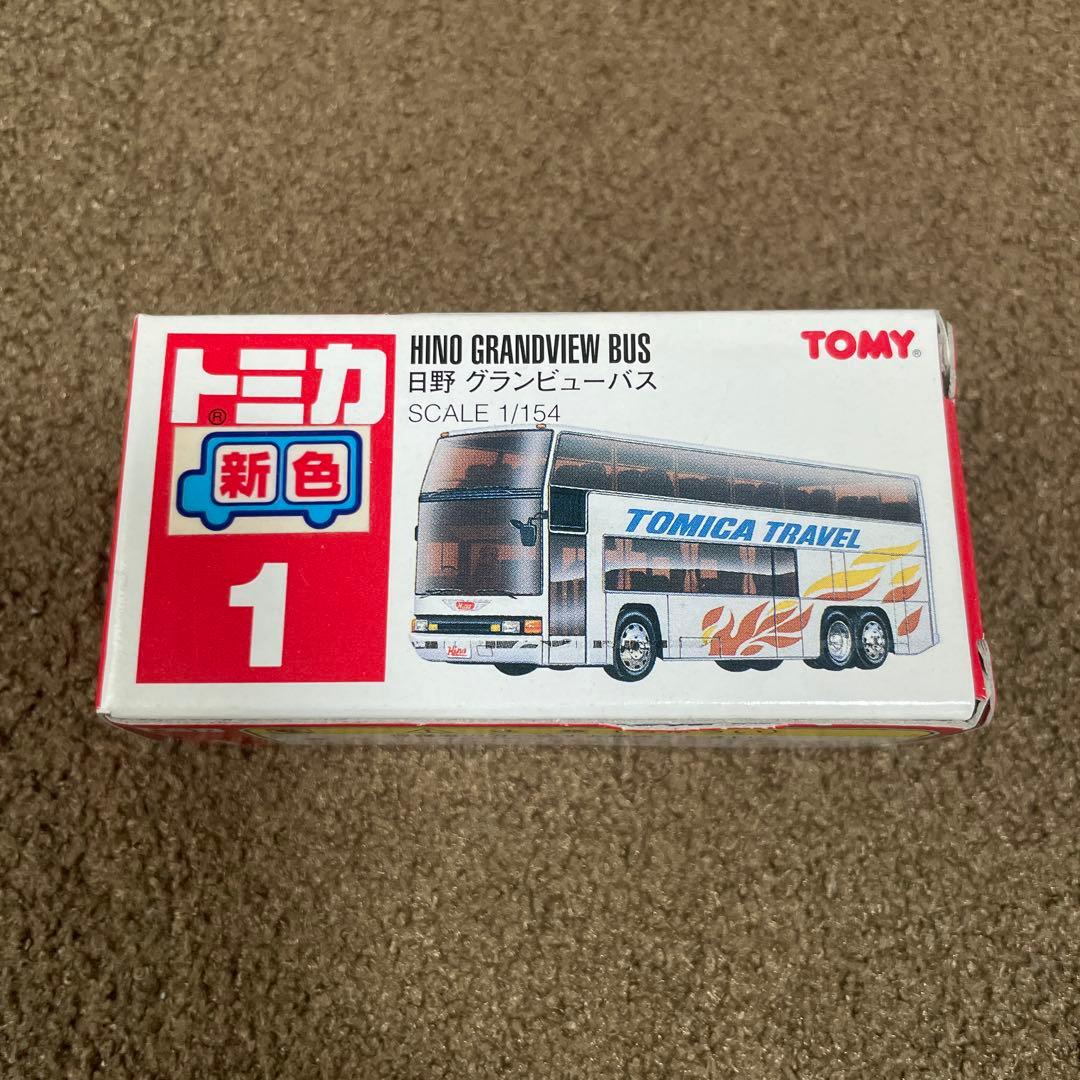 トミカ®
新色
1
HINO GRANDVIEW BUS
日野 グランビューバス
SCALE 1/154
TOMY®
TOMICA TRAVEL
Hino